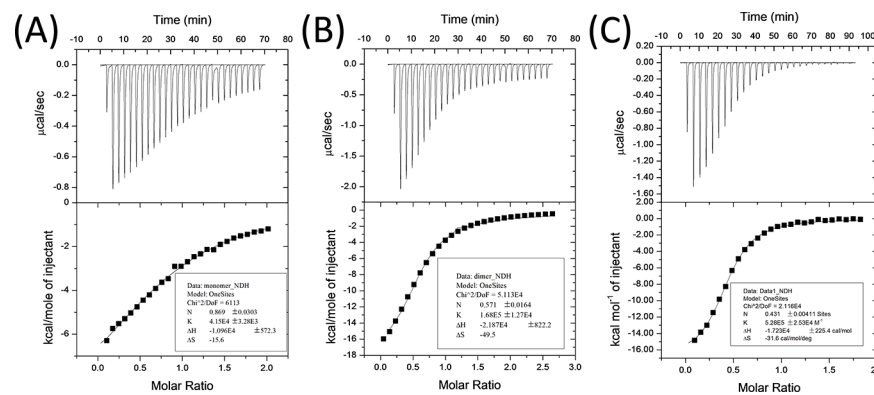 (A)
Time (min)
-10 0 10 20 30 40 50 60 70 80
0.0
-0.2
-0.4
-0.6
-0.8
µcal/sec
0
-2
-4
-6
kcal/mole of injectant
Data: monomer_NDH
Model: OneSites
Chi^2/DoF = 6113
N 0.869 ±0.0303
K 4.15E4 ±3.28E3
ΔH -1.096E4 ±572.3
ΔS -15.6
0.0 0.5 1.0 1.5 2.0
Molar Ratio
(B)
Time (min)
-10 0 10 20 30 40 50 60 70 80
0.0
-0.5
-1.0
-1.5
-2.0
µcal/sec
0
-2
-4
-6
-8
-10
-12
-14
-16
-18
kcal/mole of injectant
Data: dimer_NDH
Model: OneSites
Chi^2/DoF = 5.113E4
N 0.571 ±0.0164
K 1.68E5 ±1.27E4
ΔH -2.187E4 ±822.2
ΔS -49.5
0.0 0.5 1.0 1.5 2.0 2.5 3.0
Molar Ratio
(C)
Time (min)
-10 0 10 20 30 40 50 60 70 80 90 100
0.20
0.00
-0.20
-0.40
-0.60
-0.80
-1.00
-1.20
-1.40
-1.60
µcal/sec
2.00
0.00
-2.00
-4.00
-6.00
-8.00
-10.00
-12.00
-14.00
-16.00
kcal mol⁻¹ of injectant
Data: Data1_NDH
Model: OneSites
Chi^2/DoF = 2.116E4
N 0.431 ±0.00411 Sites
K 5.28E5 ±2.53E4 M⁻¹
ΔH -1.723E4 ±225.4 cal/mol
ΔS -31.6 cal/mol/deg
0.0 0.5 1.0 1.5
Molar Ratio